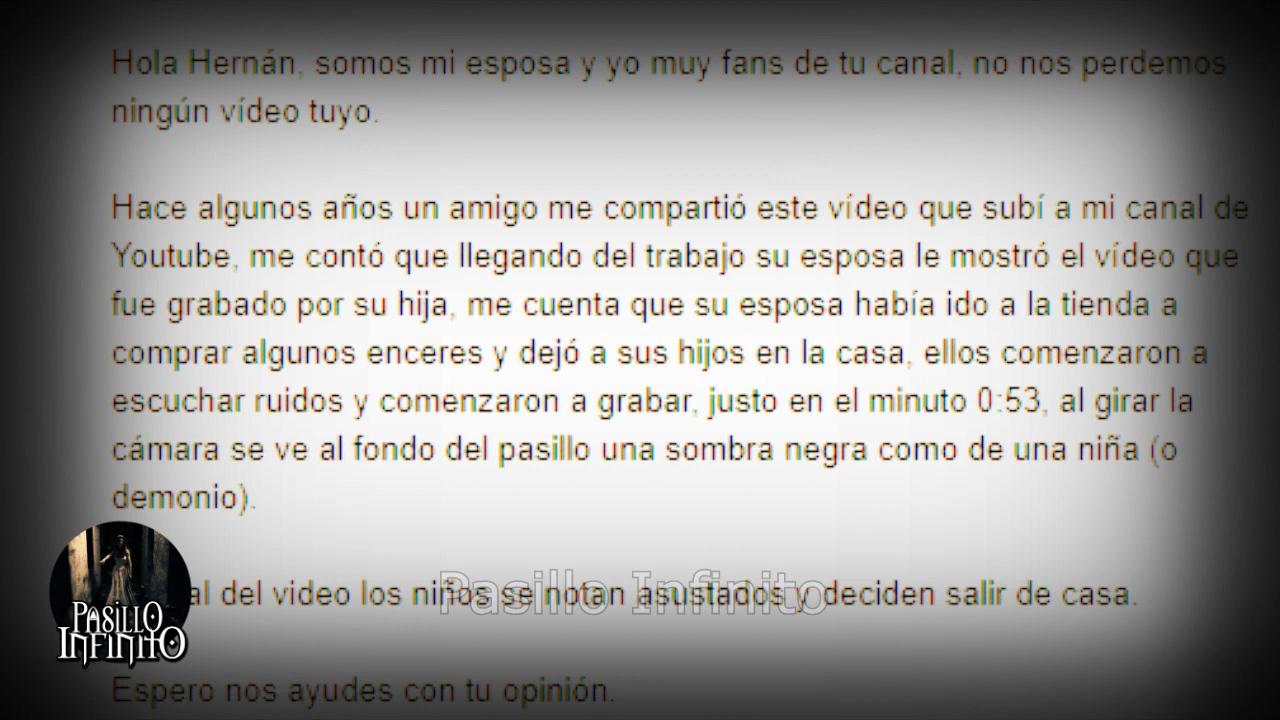 Hola Hernán, somos mi esposa y yo muy fans de tu canal, no nos perdemos
ningún vídeo tuyo.
Hace algunos años un amigo me compartió este vídeo que subí a mi canal de
Youtube, me contó que llegando del trabajo su esposa le mostró el vídeo que
fue grabado por su hija, me cuenta que su esposa había ido a la tienda a
comprar algunos enceres y dejó a sus hijos en la casa, ellos comenzaron a
escuchar ruidos y comenzaron a grabar, justo en el minuto 0:53, al girar la
cámara se ve al fondo del pasillo una sombra negra como de una niña (o
demonio).
al del video los niños se notan asustados y deciden salir de casa.
Pasillo Infinito
PASILLO
INFINITO
Espero nos ayudes con tu opinión.